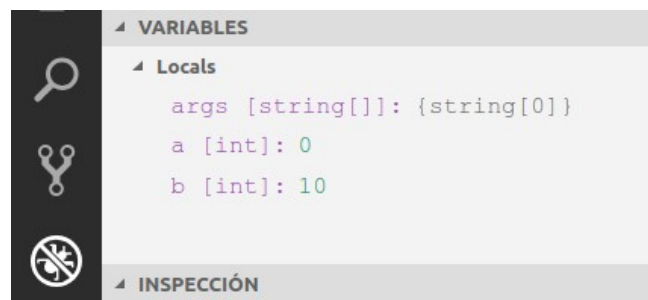 VARIABLES
Locals
args [string[]]: {string[0]}
a [int]: 0
b [int]: 10
INSPECCIÓN